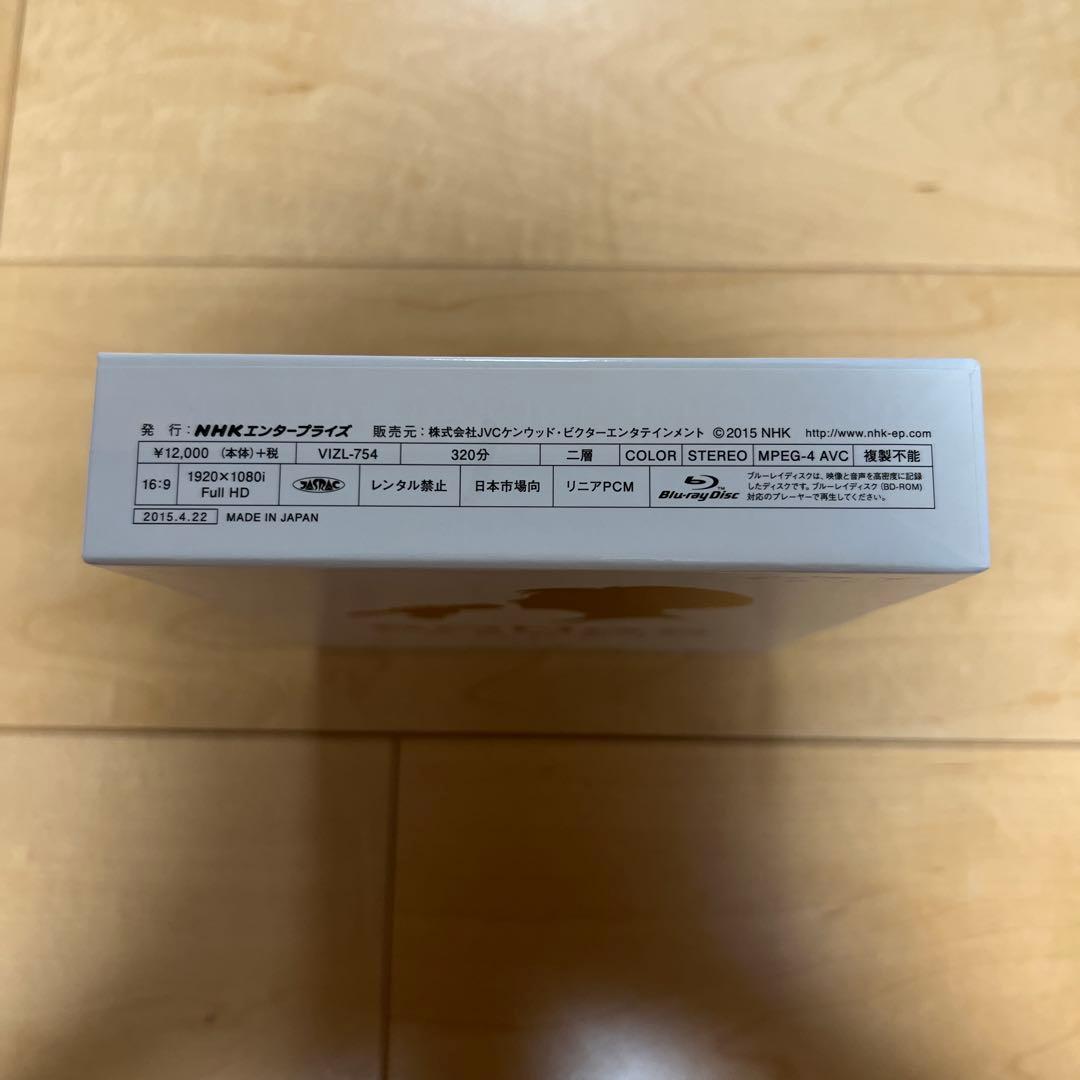 発 行：NHKエンタープライズ 販売元：株式会社JVCケンウッド・ビクターエンタテインメント ©2015 NHK http://www.nhk-ep.com
¥12,000 (本体)+税 VIZL-754 320分 二層 COLOR STEREO MPEG-4 AVC 複製不能
16:9 1920×1080i Full HD JASRAC レンタル禁止 日本市場向 リニアPCM Blu-ray Disc ブルーレイディスクは、映像と音声を高密度に記録したディスクです。ブルーレイディスク(BD-ROM)対応のプレーヤーで再生してください。
2015.4.22 MADE IN JAPAN